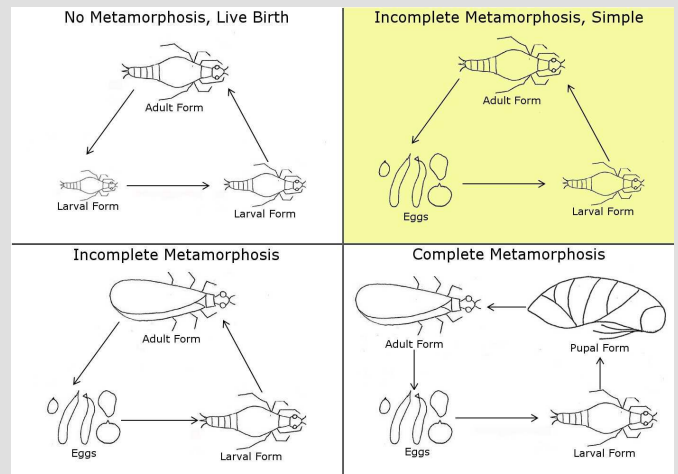 No Metamorphosis, Live Birth
Adult Form
Larval Form
Larval Form
Incomplete Metamorphosis, Simple
Adult Form
Eggs
Larval Form
Incomplete Metamorphosis
Adult Form
Eggs
Larval Form
Complete Metamorphosis
Adult Form
Pupal Form
Eggs
Larval Form